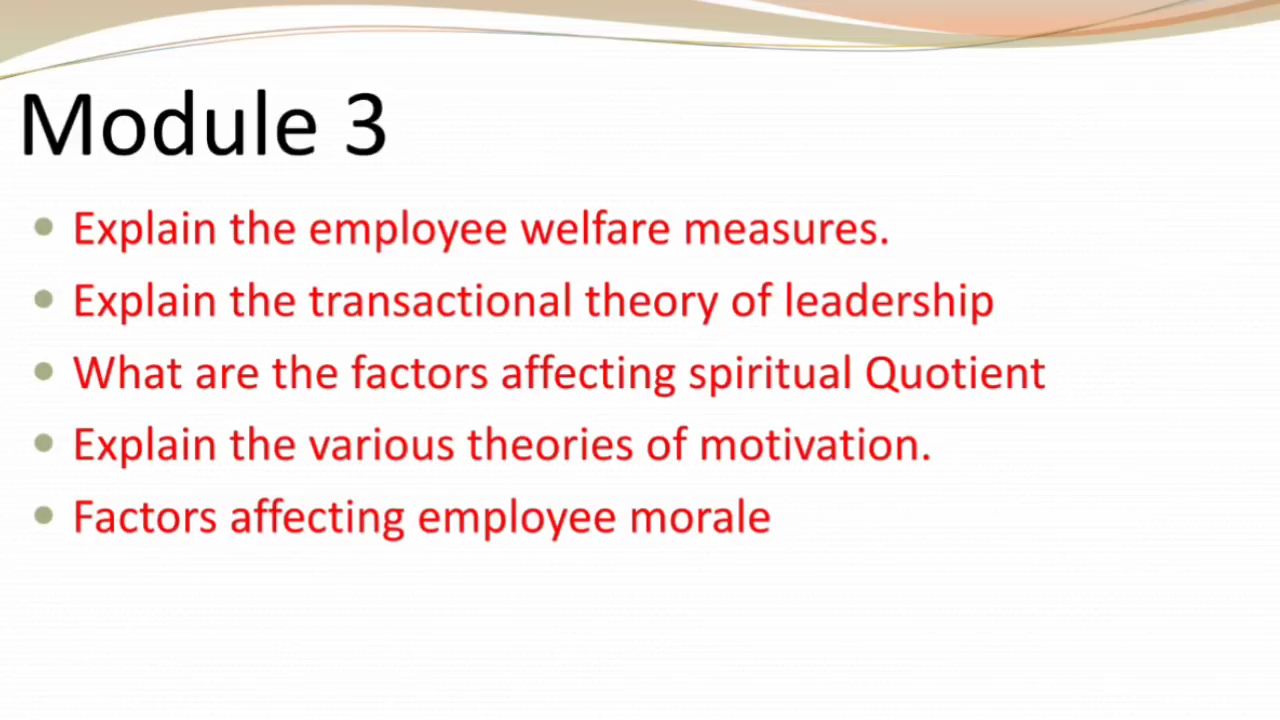 Module 3
• Explain the employee welfare measures.
• Explain the transactional theory of leadership
• What are the factors affecting spiritual Quotient
• Explain the various theories of motivation.
• Factors affecting employee morale